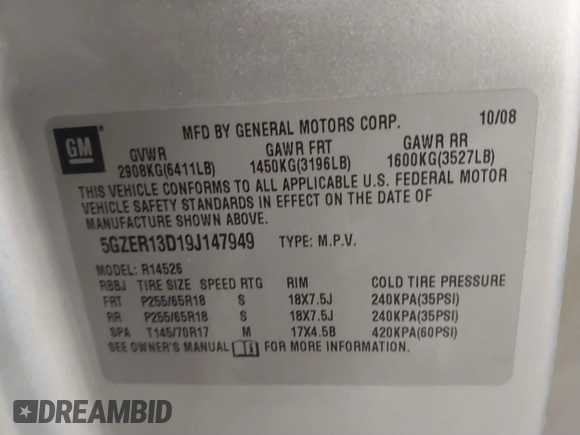 GM
MFD BY GENERAL MOTORS CORP. 10/08
GVWR GAWR FRT GAWR RR
2908KG(6411LB) 1450KG(3196LB) 1600KG(3527LB)
THIS VEHICLE CONFORMS TO ALL APPLICABLE U.S. FEDERAL MOTOR
VEHICLE SAFETY STANDARDS IN EFFECT ON THE DATE OF
MANUFACTURE SHOWN ABOVE.
5GZER13D19J147949 TYPE: M.P.V.
MODEL: R14526
RBBJ TIRE SIZE SPEED RTG RIM COLD TIRE PRESSURE
FRT P255/65R18 S 18X7.5J 240KPA(35PSI)
RR P255/65R18 S 18X7.5J 240KPA(35PSI)
SPA T145/70R17 M 17X4.5B 420KPA(60PSI)
SEE OWNER'S MANUAL FOR MORE INFORMATION.
DREAMBID